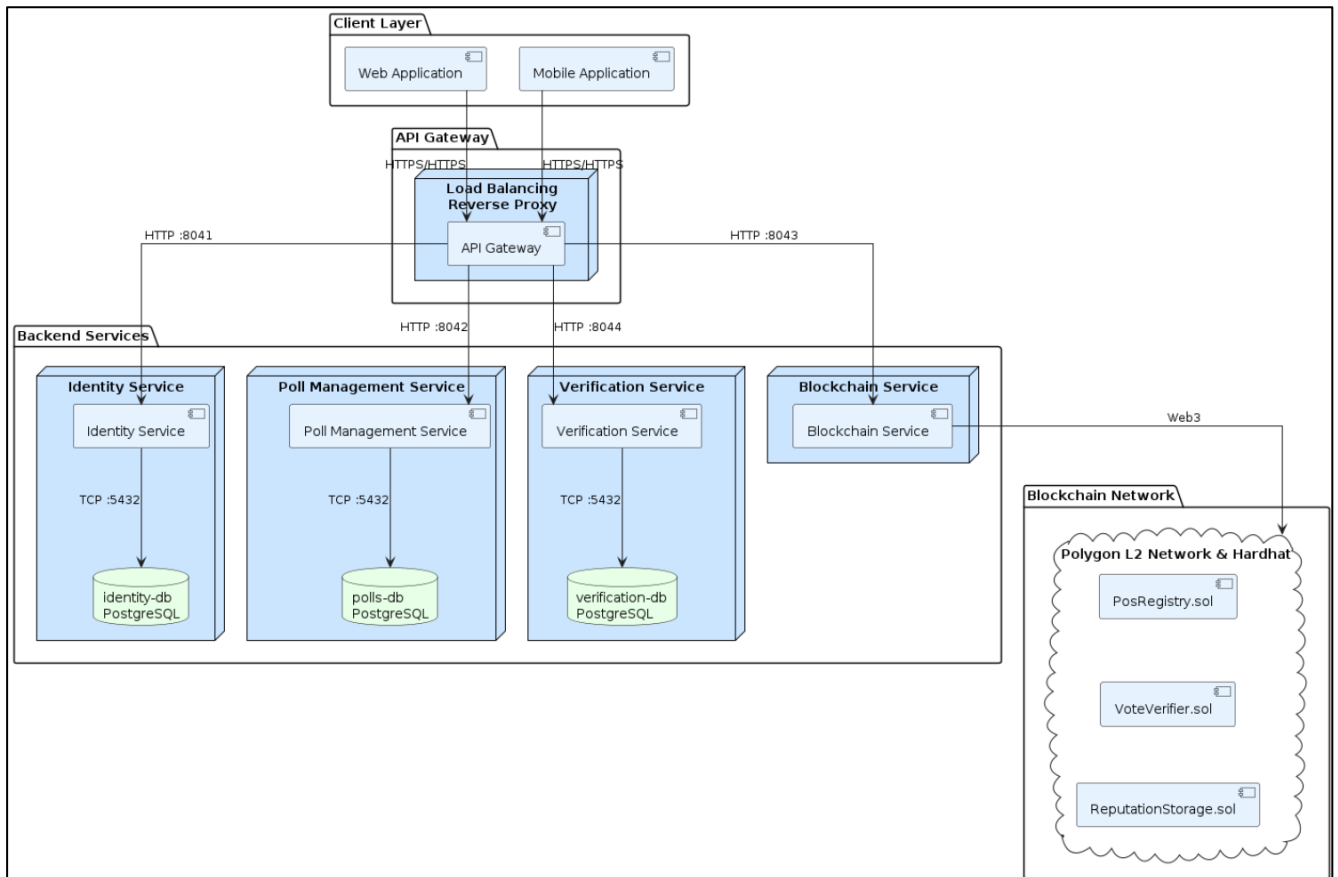 Client Layer
Web Application
Mobile Application
API Gateway
HTTPS/HTTPS
HTTPS/HTTPS
Load Balancing
Reverse Proxy
API Gateway
HTTP :8041
HTTP :8043
HTTP :8042
HTTP :8044
Backend Services
Identity Service
Identity Service
TCP :5432
identity-db
PostgreSQL
Poll Management Service
Poll Management Service
TCP :5432
polls-db
PostgreSQL
Verification Service
Verification Service
TCP :5432
verification-db
PostgreSQL
Blockchain Service
Blockchain Service
Web3
Blockchain Network
Polygon L2 Network & Hardhat
PosRegistry.sol
VoteVerifier.sol
ReputationStorage.sol